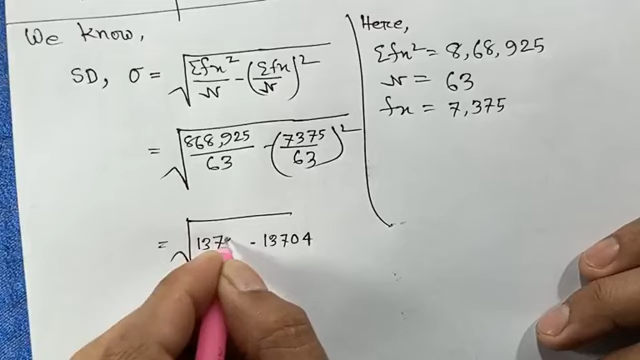 We know,
SD, σ = √(Σfx²/N - (Σfx/N)²)
= √(868,925/63 - (7375/63)²)
= √(137 - 13704
Here,
Σfx² = 8,68,925
N = 63
fx = 7,375